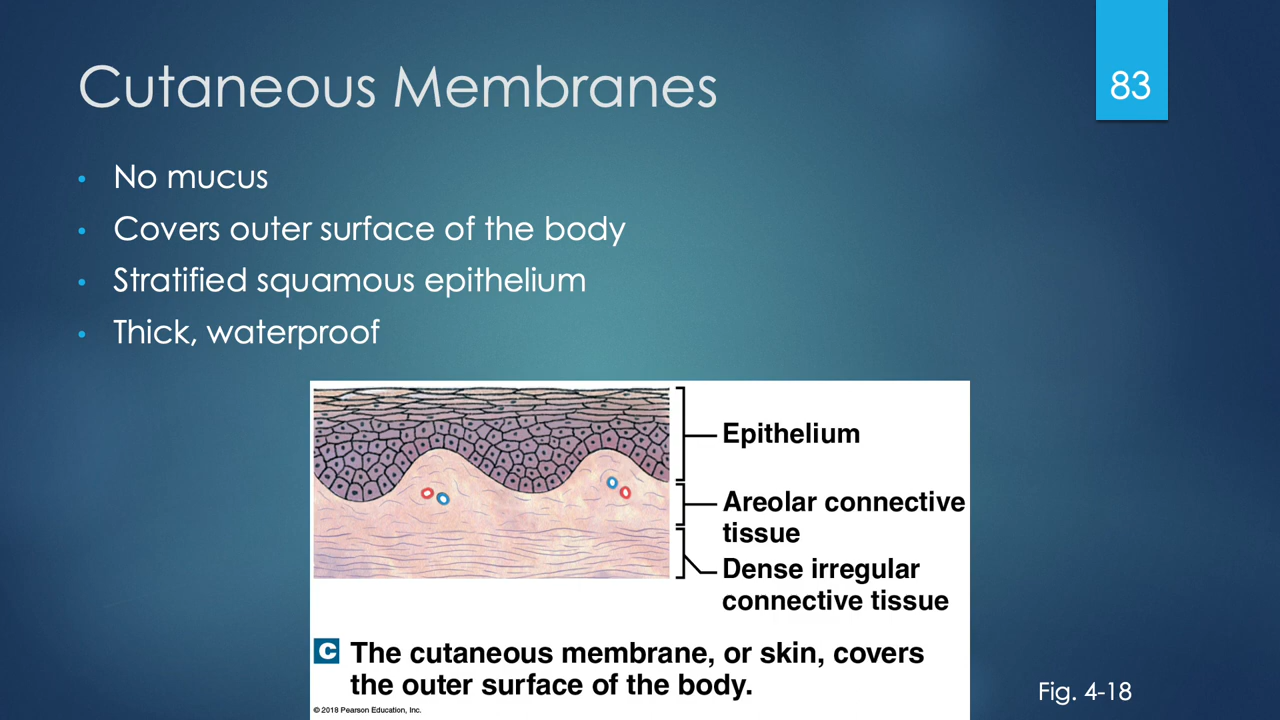 Cutaneous Membranes
83
• No mucus
• Covers outer surface of the body
• Stratified squamous epithelium
• Thick, waterproof
Epithelium
Areolar connective
tissue
Dense irregular
connective tissue
C The cutaneous membrane, or skin, covers
the outer surface of the body.
© 2018 Pearson Education, Inc.
Fig. 4-18